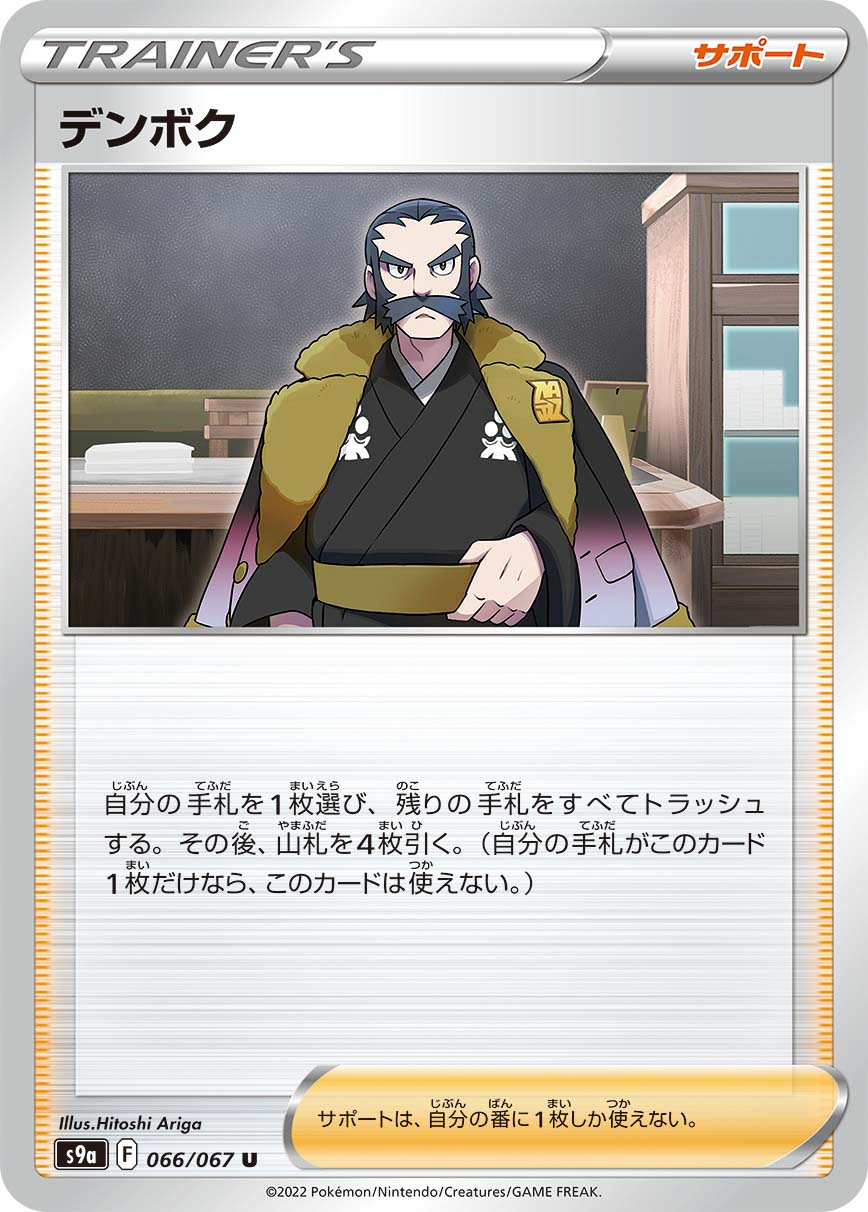 TRAINER'S
サポート
デンボク
自分の手札を1枚選び、残りの手札をすべてトラッシュ
する。その後、山札を4枚引く。（自分の手札がこのカード
1枚だけなら、このカードは使えない。）
Illus.Hitoshi Ariga
サポートは、自分の番に1枚しか使えない。
s9a F 066/067 U
©2022 Pokémon/Nintendo/Creatures/GAME FREAK.